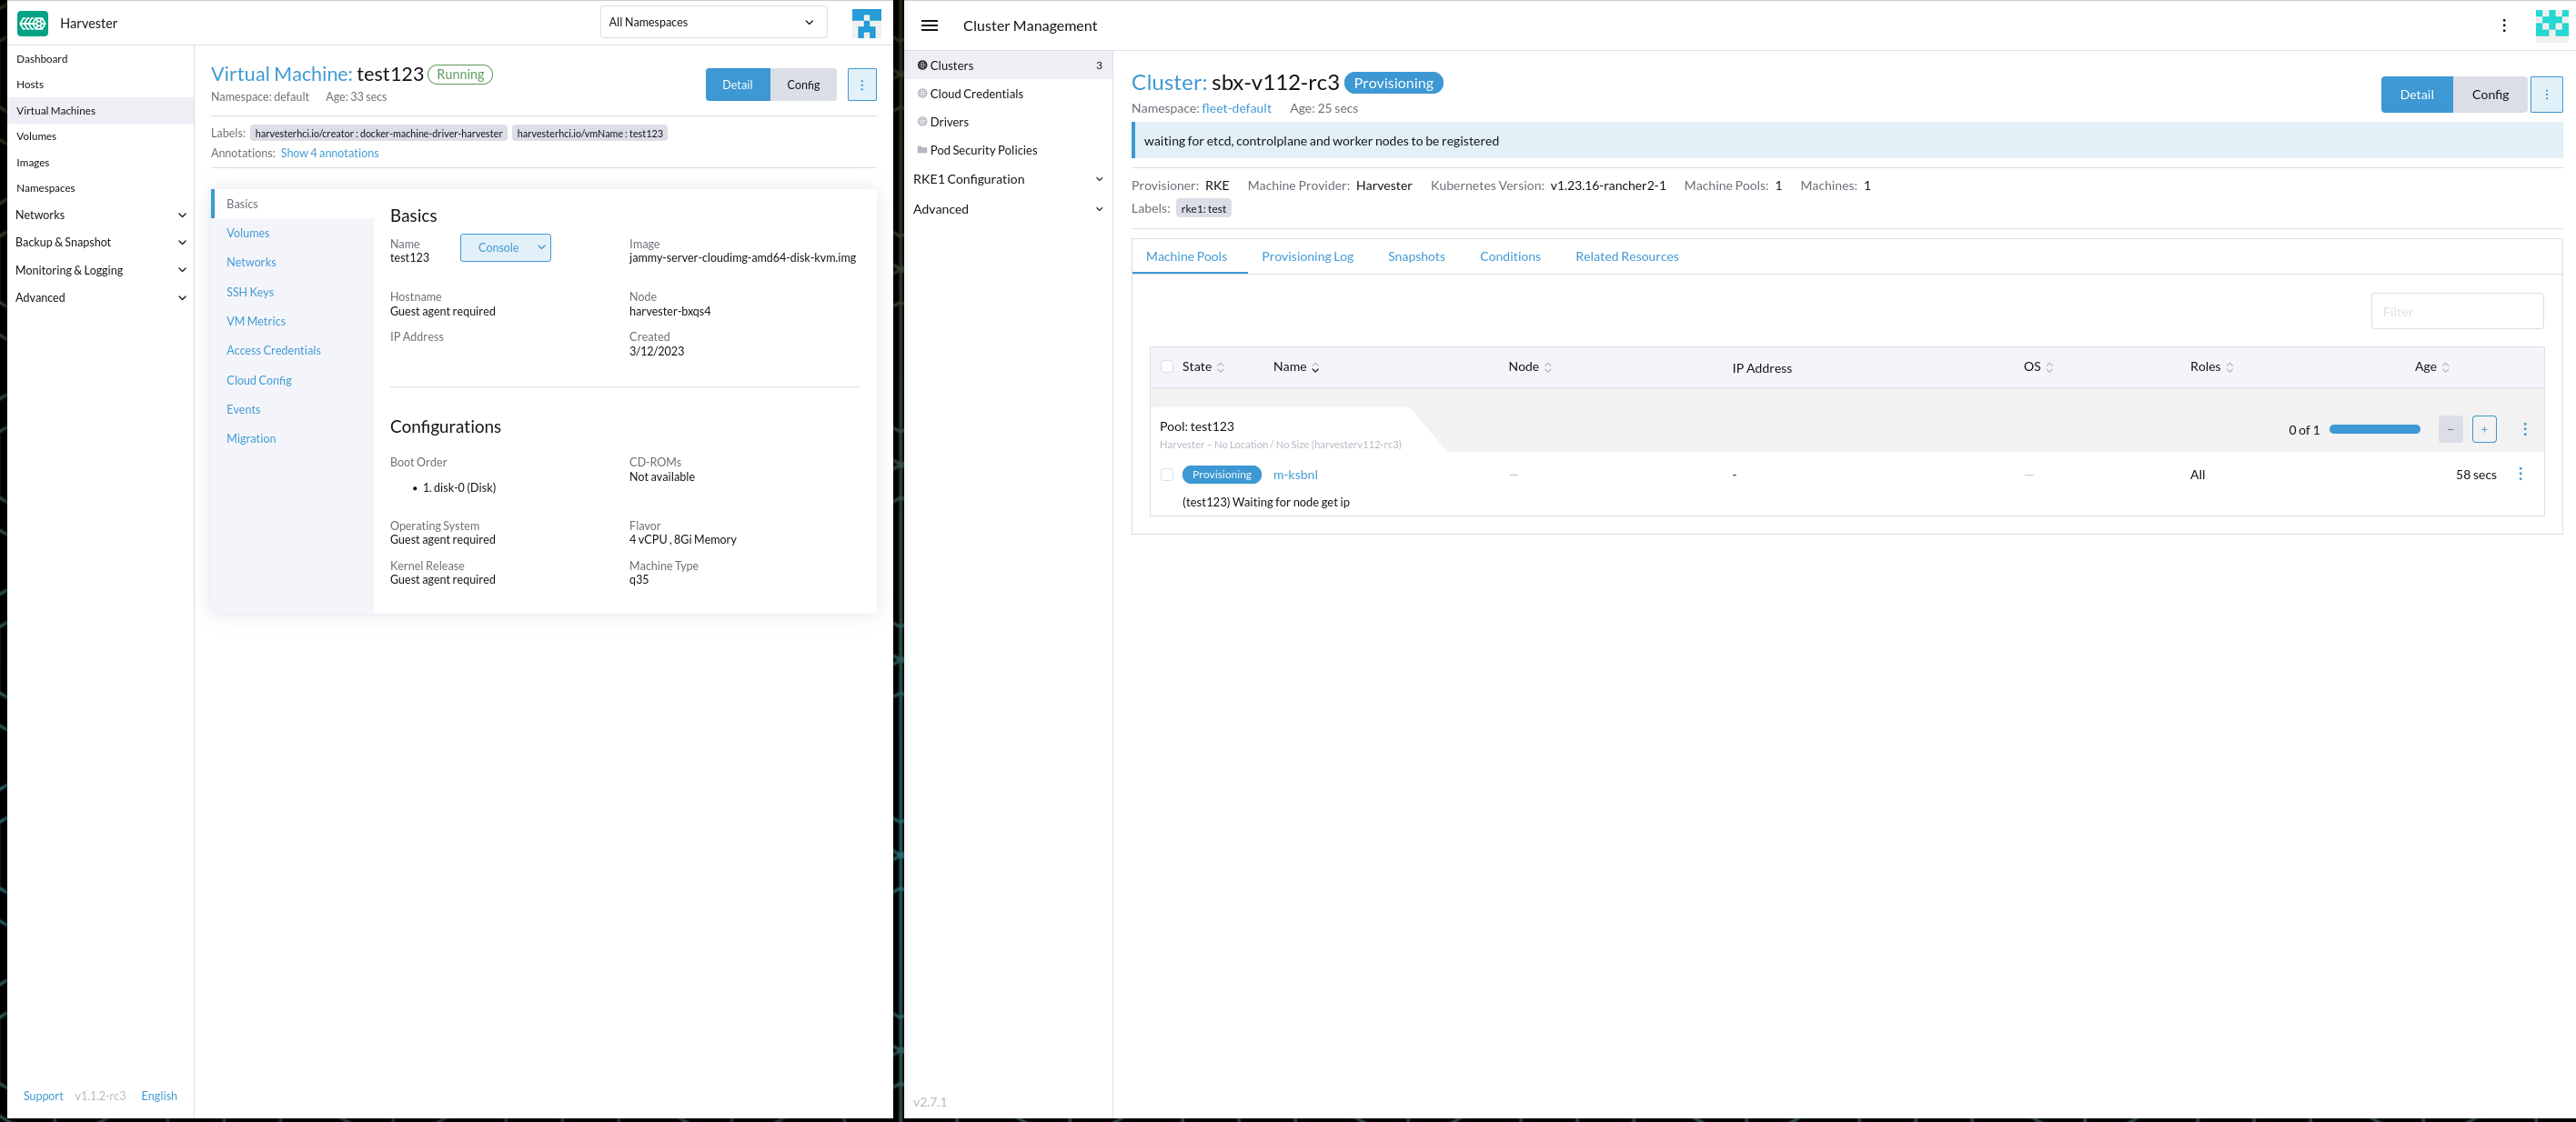 Harvester
All Namespaces
Dashboard
Hosts
Virtual Machines
Volumes
Images
Namespaces
Networks
Backup & Snapshot
Monitoring & Logging
Advanced
Support v1.1.2-rc3 English
Virtual Machine: test123 Running
Namespace: default Age: 33 secs
Detail Config
Labels: harvesterhci.io/creator : docker-machine-driver-harvester harvesterhci.io/vmName : test123
Annotations: Show 4 annotations
Basics
Volumes
Networks
SSH Keys
VM Metrics
Access Credentials
Cloud Config
Events
Migration
Basics
Name
test123
Console
Image
jammy-server-cloudimg-amd64-disk-kvm.img
Hostname
Guest agent required
Node
harvester-bxqs4
IP Address
Created
3/12/2023
Configurations
Boot Order
• 1. disk-0 (Disk)
CD-ROMs
Not available
Operating System
Guest agent required
Flavor
4 vCPU , 8Gi Memory
Kernel Release
Guest agent required
Machine Type
q35
Cluster Management
Clusters 3
Cloud Credentials
Drivers
Pod Security Policies
RKE1 Configuration
Advanced
v2.7.1
Cluster: sbx-v112-rc3 Provisioning
Namespace: fleet-default Age: 25 secs
Detail Config
waiting for etcd, controlplane and worker nodes to be registered
Provisioner: RKE Machine Provider: Harvester Kubernetes Version: v1.23.16-rancher2-1 Machine Pools: 1 Machines: 1
Labels: rke1: test
Machine Pools Provisioning Log Snapshots Conditions Related Resources
Filter
State Name Node IP Address OS Roles Age
Pool: test123
Harvester – No Location / No Size (harvesterv112-rc3)
0 of 1 − +
Provisioning m-ksbnl — - — All 58 secs
(test123) Waiting for node get ip